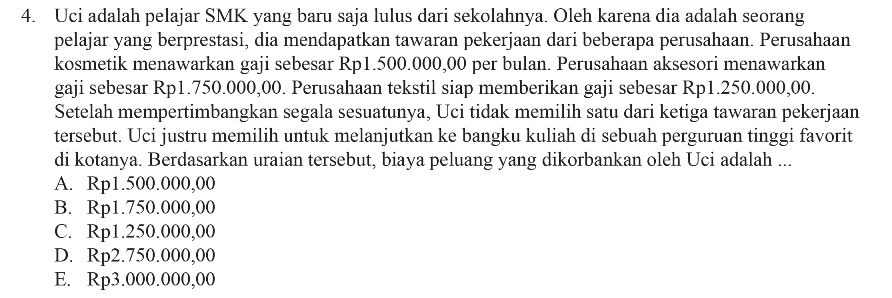 4. Uci adalah pelajar SMK yang baru saja lulus dari sekolahnya. Oleh karena dia adalah seorang
pelajar yang berprestasi, dia mendapatkan tawaran pekerjaan dari beberapa perusahaan. Perusahaan
kosmetik menawarkan gaji sebesar Rp1.500.000,00 per bulan. Perusahaan aksesori menawarkan
gaji sebesar Rp1.750.000,00. Perusahaan tekstil siap memberikan gaji sebesar Rp1.250.000,00.
Setelah mempertimbangkan segala sesuatunya, Uci tidak memilih satu dari ketiga tawaran pekerjaan
tersebut. Uci justru memilih untuk melanjutkan ke bangku kuliah di sebuah perguruan tinggi favorit
di kotanya. Berdasarkan uraian tersebut, biaya peluang yang dikorbankan oleh Uci adalah ...
A. Rp1.500.000,00
B. Rp1.750.000,00
C. Rp1.250.000,00
D. Rp2.750.000,00
E. Rp3.000.000,00